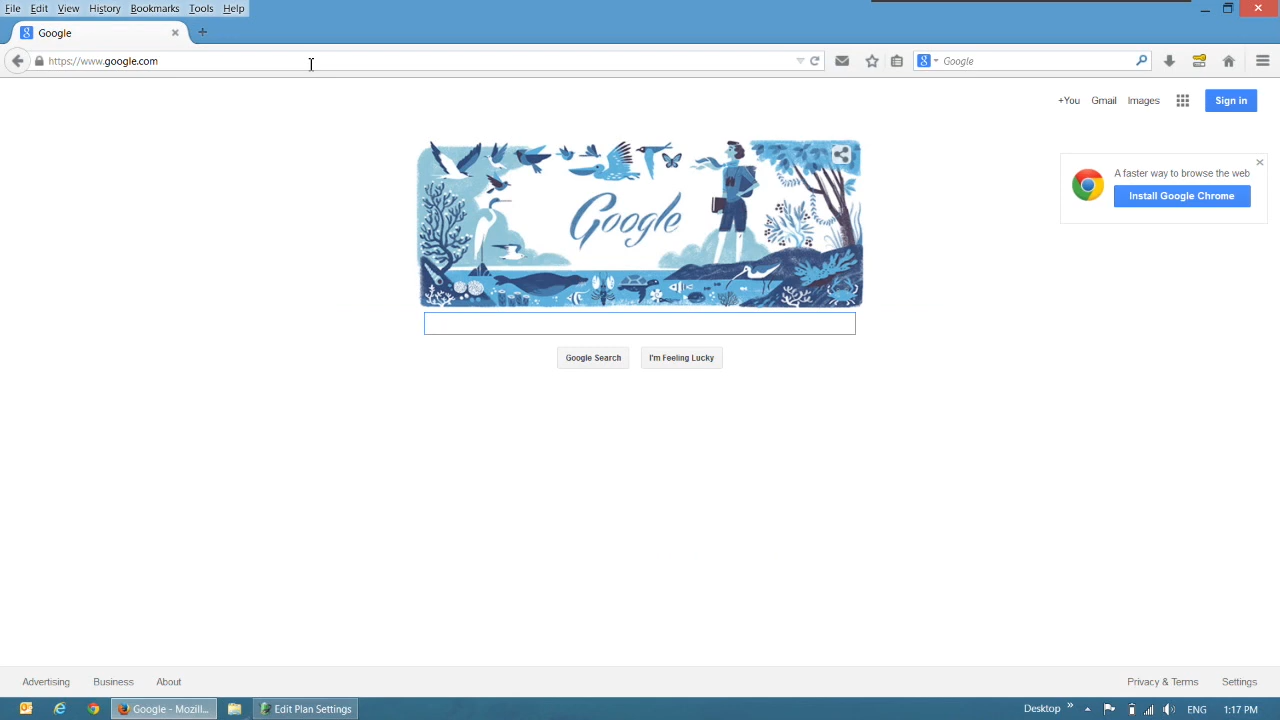 File Edit View History Bookmarks Tools Help
Google
https://www.google.com
Google
+You Gmail Images Sign in
A faster way to browse the web
Install Google Chrome
Google
Google Search I'm Feeling Lucky
Advertising Business About Privacy & Terms Settings
Google - Mozill... Edit Plan Settings Desktop ENG 1:17 PM